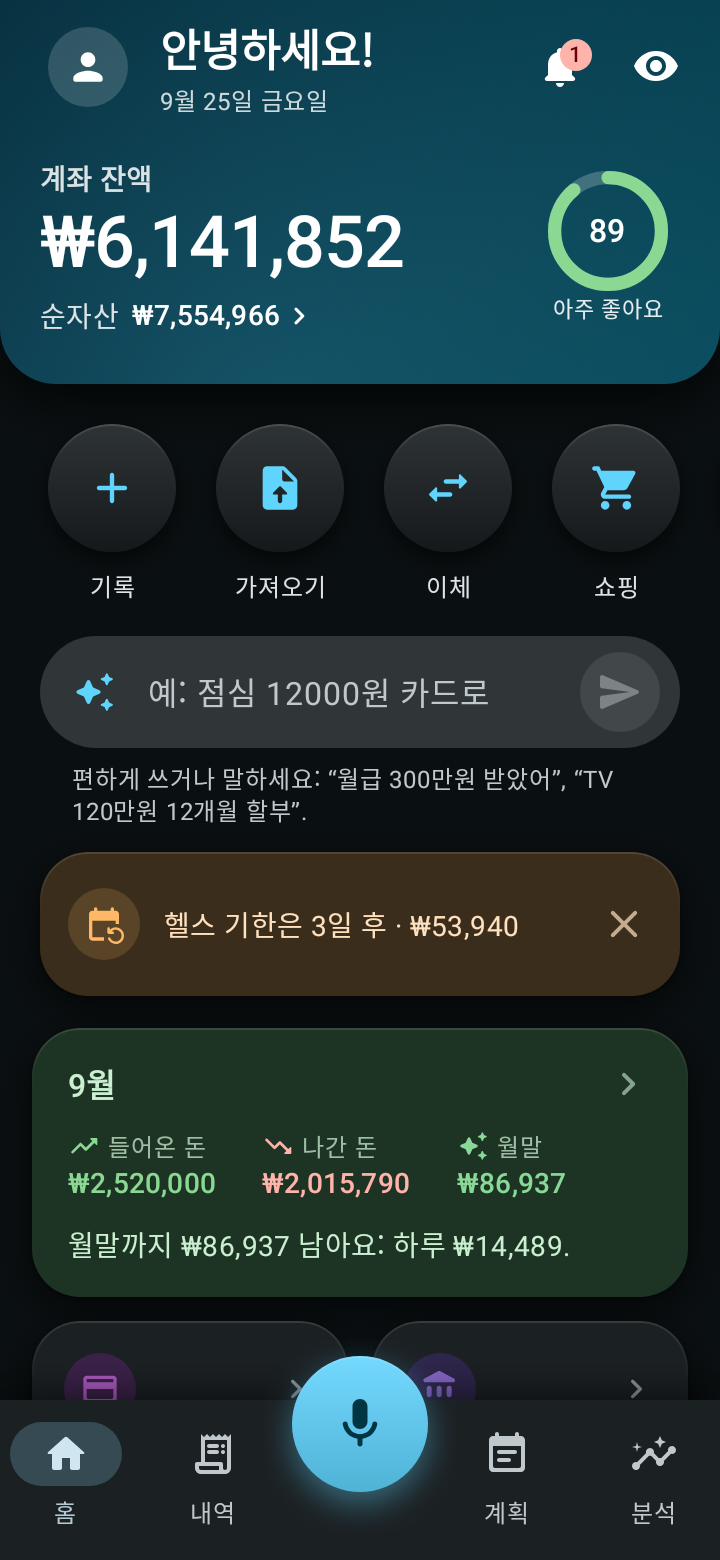 안녕하세요!
1
9월 25일 금요일
계좌 잔액
₩6,141,852
89
순자산 ₩7,554,966
아주 좋아요
기록 가져오기 이체 쇼핑
예: 점심 12000원 카드로
편하게 쓰거나 말하세요: “월급 300만원 받았어”, “TV
120만원 12개월 할부”.
헬스 기한은 3일 후 · ₩53,940
9월
들어온 돈 나간 돈 월말
₩2,520,000 ₩2,015,790 ₩86,937
월말까지 ₩86,937 남아요: 하루 ₩14,489.
홈 내역 계획 분석